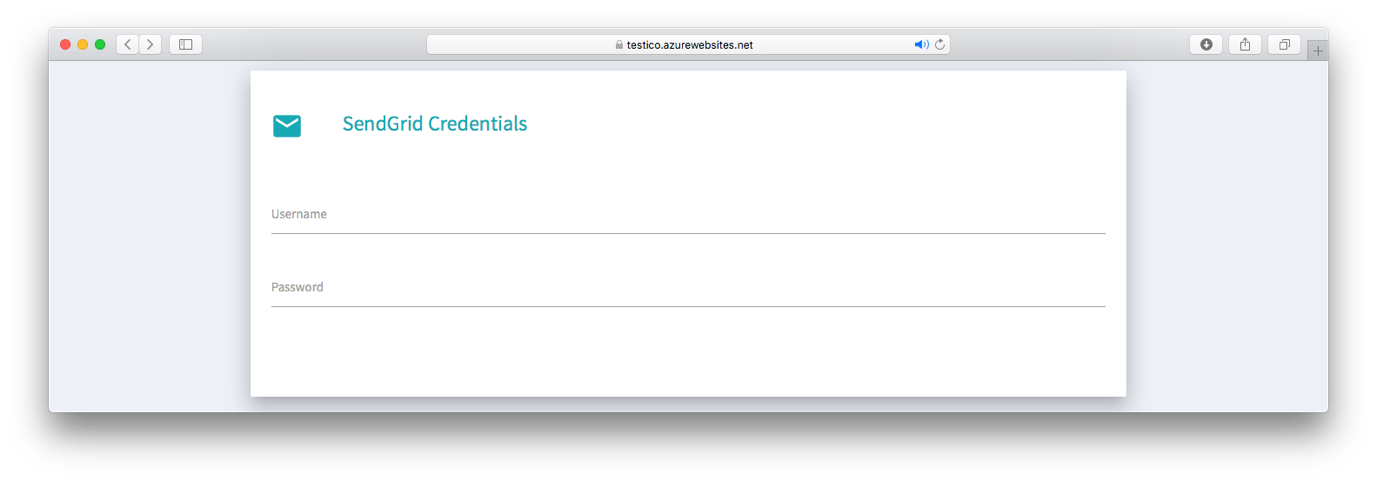 testico.azurewebsites.net
SendGrid Credentials
Username
Password